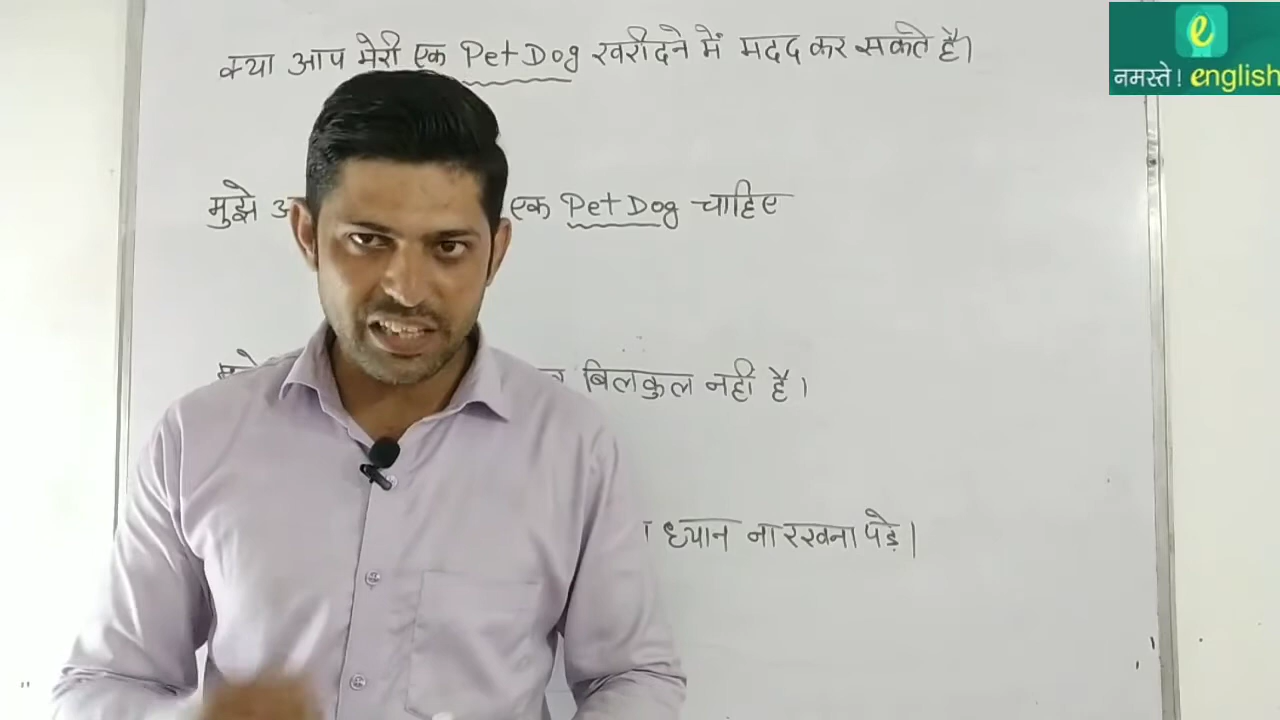 क्या आप मेरी एक Pet Dog खरीदने में मदद कर सकते है।
e
नमस्ते ! english
मुझे एक Pet Dog चाहिए
बिलकुल नहीं है।
ध्यान ना रखना पड़े।